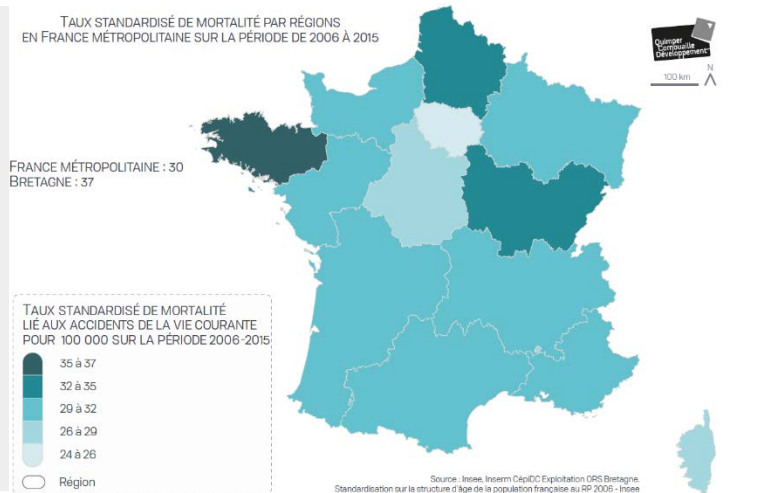 TAUX STANDARDISÉ DE MORTALITÉ PAR RÉGIONS
EN FRANCE MÉTROPOLITAINE SUR LA PÉRIODE DE 2006 À 2015
Quimper
Cornouaille
Développement
100 km
N
FRANCE MÉTROPOLITAINE : 30
BRETAGNE : 37
TAUX STANDARDISÉ DE MORTALITÉ
LIÉ AUX ACCIDENTS DE LA VIE COURANTE
POUR 100 000 SUR LA PÉRIODE 2006-2015
35 à 37
32 à 35
29 à 32
26 à 29
24 à 26
Région
Source : Insee, Inserm CépiDC Exploitation ORS Bretagne.
Standardisation sur la structure d'âge de la population française au RP 2006 - Insee